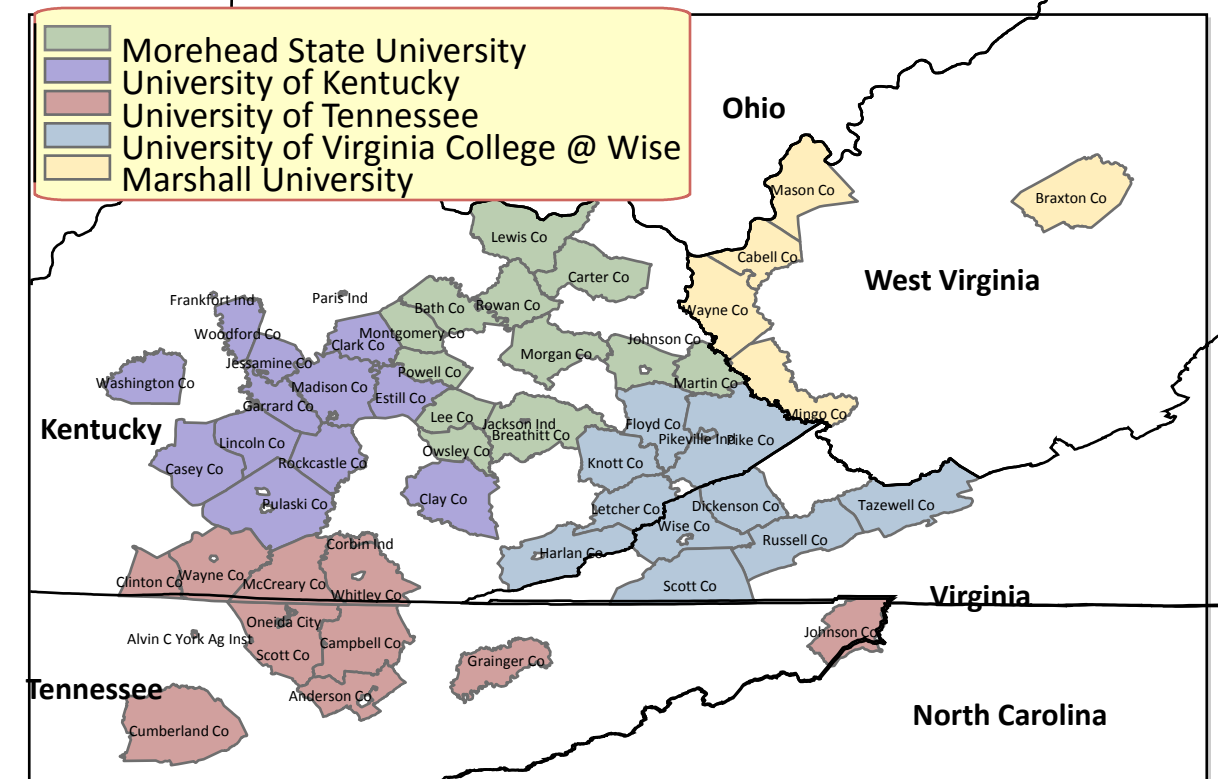 Morehead State University
University of Kentucky
University of Tennessee
University of Virginia College @ Wise
Marshall University
Ohio
Mason Co
Braxton Co
Lewis Co
Cabell Co
Carter Co
West Virginia
Frankfort Ind
Paris Ind
Bath Co
Rowan Co
Wayne Co
Woodford Co
Montgomery Co
Clark Co
Johnson Co
Morgan Co
Jessamine Co
Powell Co
Washington Co
Madison Co
Martin Co
Estill Co
Garrard Co
Lee Co
Mingo Co
Jackson Ind
Floyd Co
Kentucky
Breathitt Co
Pikeville Ind
Pike Co
Lincoln Co
Owsley Co
Casey Co
Rockcastle Co
Knott Co
Clay Co
Pulaski Co
Letcher Co
Dickenson Co
Tazewell Co
Wise Co
Russell Co
Corbin Ind
Harlan Co
Clinton Co
Wayne Co
McCreary Co
Scott Co
Whitley Co
Virginia
Oneida City
Johnson Co
Alvin C York Ag Inst
Campbell Co
Scott Co
Grainger Co
Tennessee
Anderson Co
North Carolina
Cumberland Co